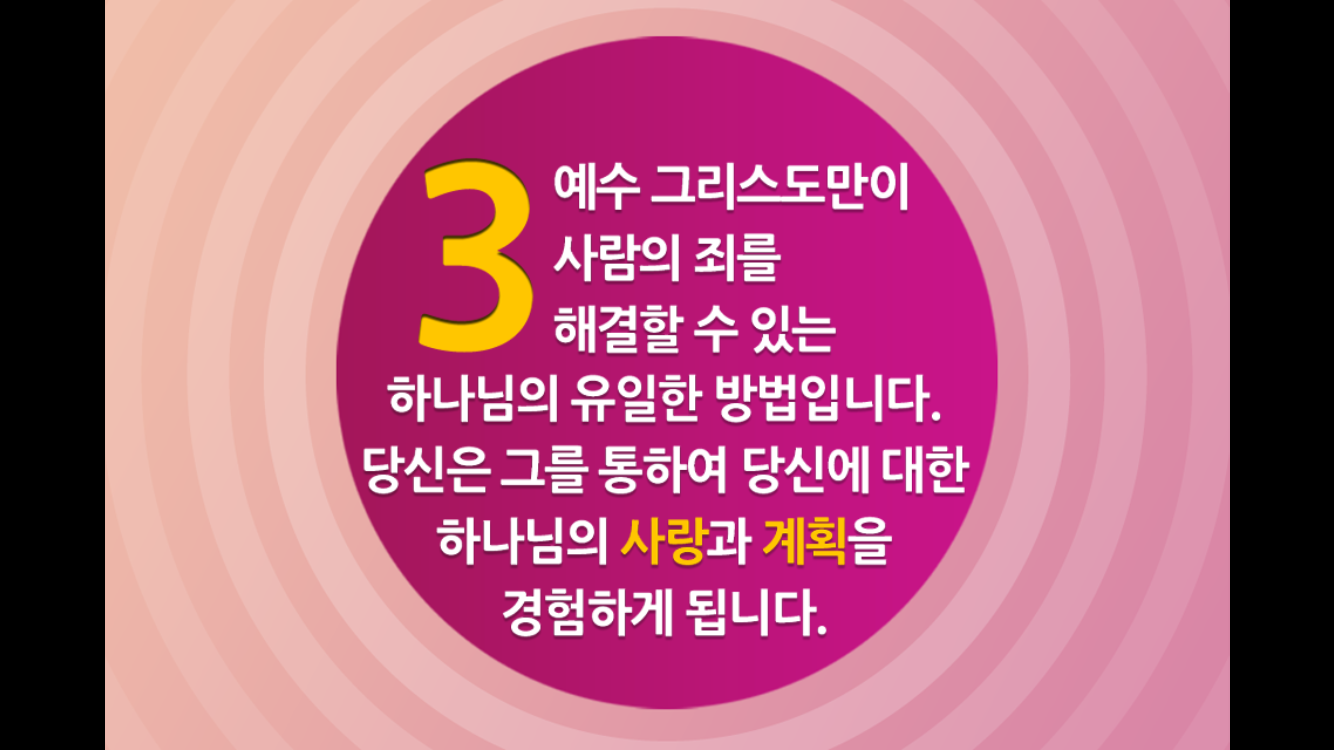 3
예수 그리스도만이
사람의 죄를
해결할 수 있는
하나님의 유일한 방법입니다.
당신은 그를 통하여 당신에 대한
하나님의 사랑과 계획을
경험하게 됩니다.